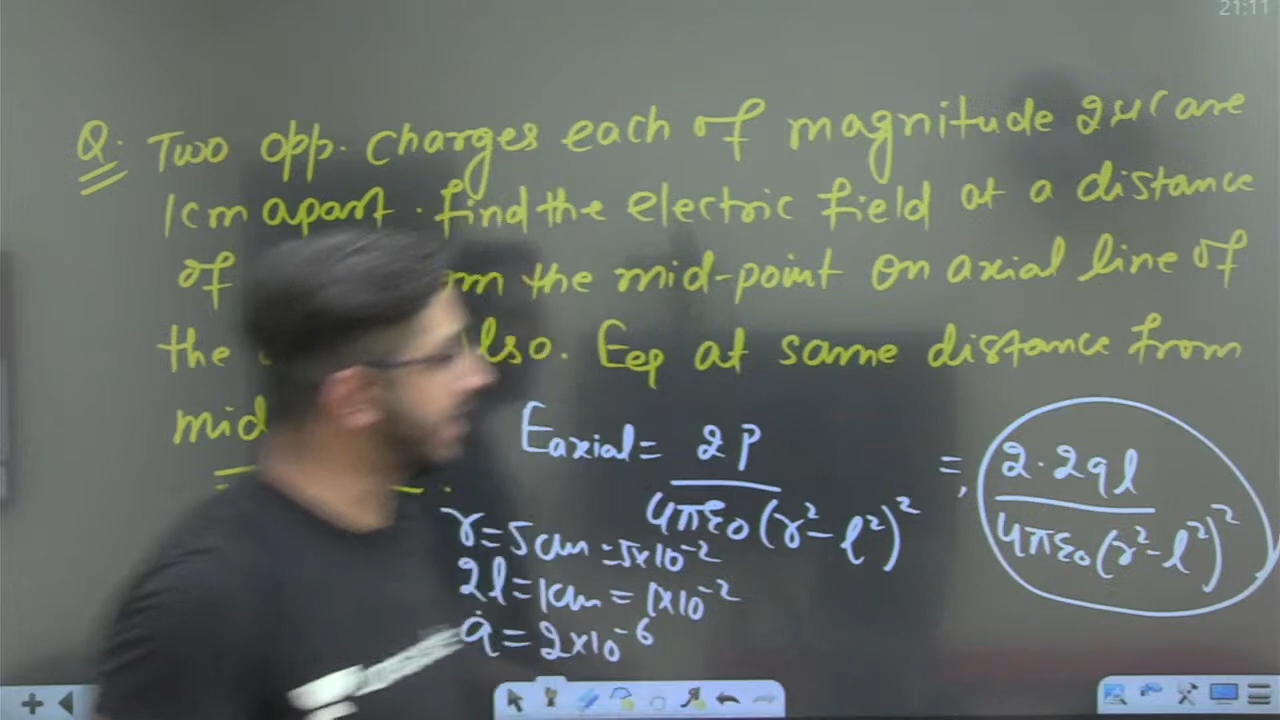 21:11
Q. Two opp. charges each of magnitude 2μC are
1cm apart. find the electric field at a distance
of the mid-point on axial line of
the Eeq at same distance from
mid
Eaxial = 2P / 4πε₀(r²-l²)² =, 2·2ql / 4πε₀(r²-l²)²
r = 5cm = 5×10⁻²
2l = 1cm = 1×10⁻²
q = 2×10⁻⁶